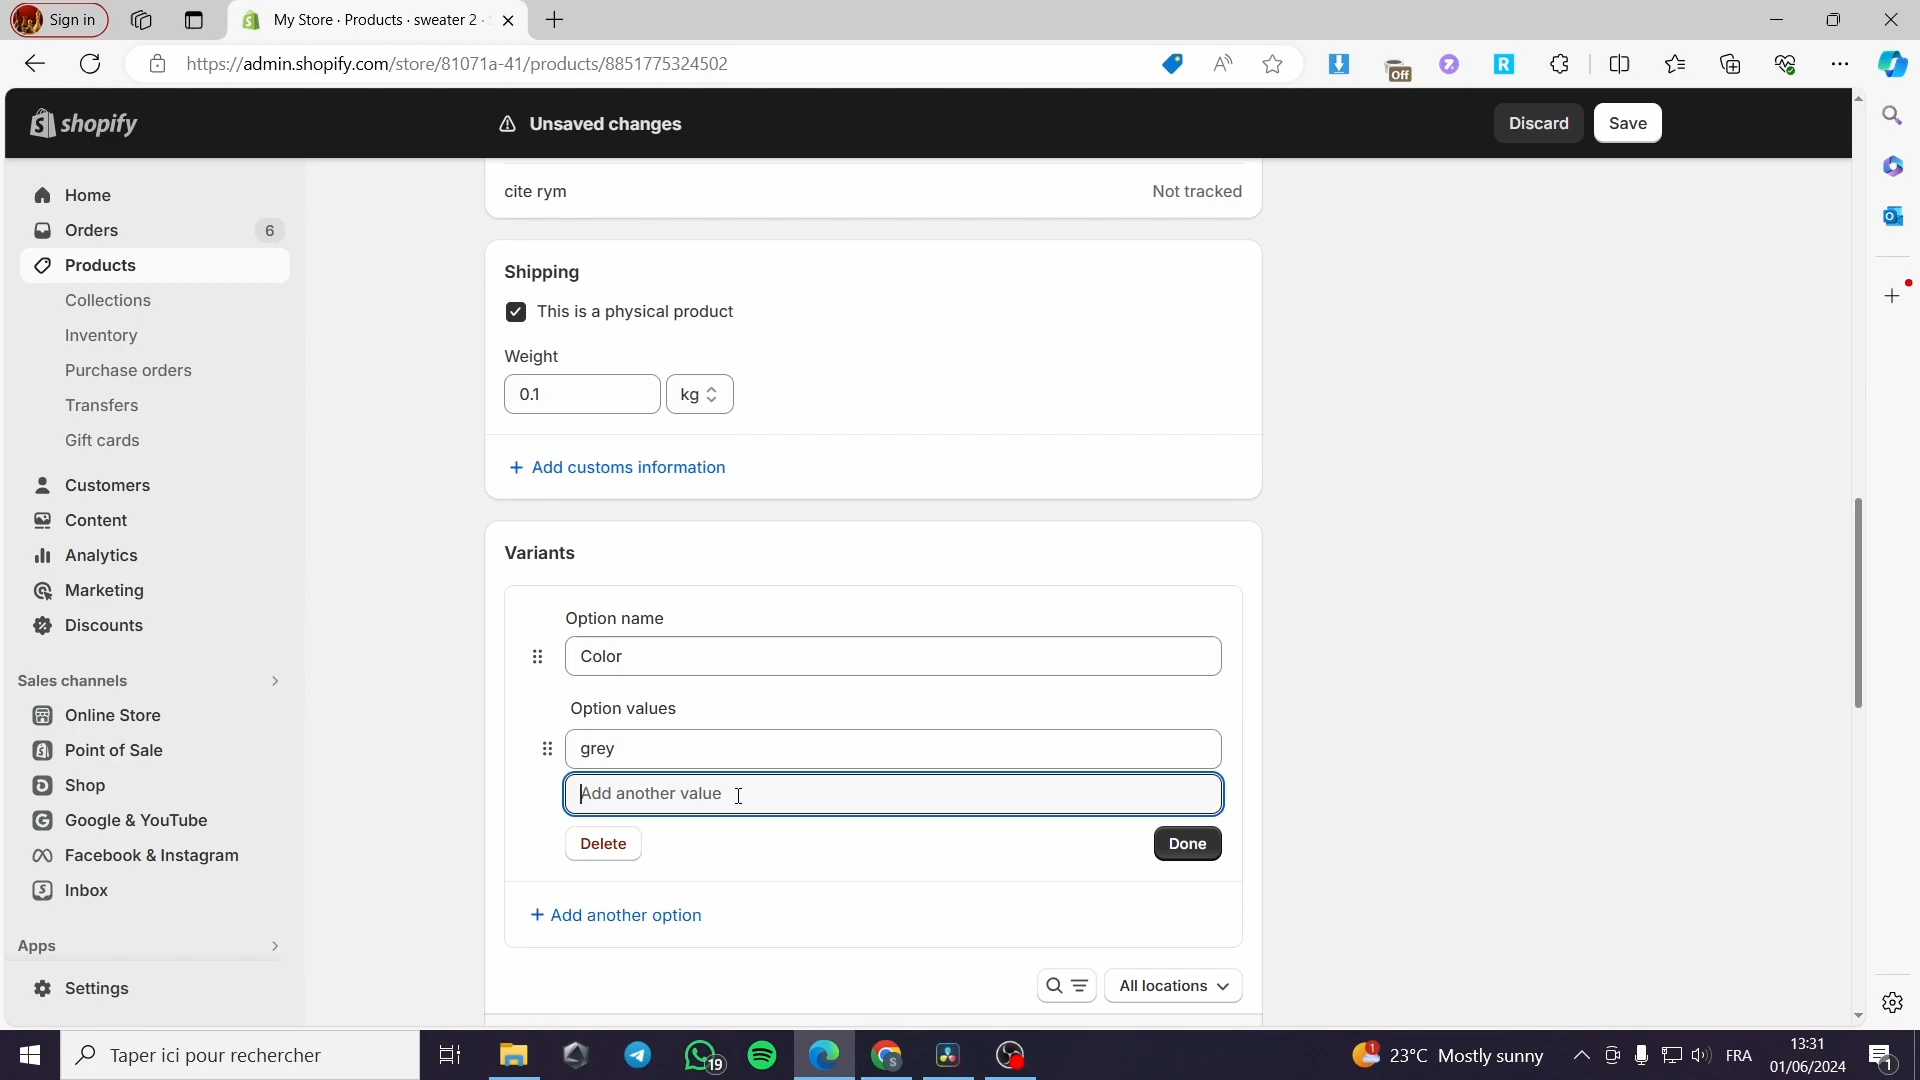 Sign in
My Store · Products · sweater 2 ·
https://admin.shopify.com/store/81071a-41/products/8851775324502
Off
shopify
Unsaved changes
Discard
Save
Home
Orders
6
Products
Collections
Inventory
Purchase orders
Transfers
Gift cards
Customers
Content
Analytics
Marketing
Discounts
Sales channels
Online Store
Point of Sale
Shop
Google & YouTube
Facebook & Instagram
Inbox
Apps
Settings
cite rym
Not tracked
Shipping
This is a physical product
Weight
0.1
kg
+ Add customs information
Variants
Option name
Color
Option values
grey
Add another value
Delete
Done
+ Add another option
All locations
Taper ici pour rechercher
19
1
23°C Mostly sunny
FRA
13:31
01/06/2024
1